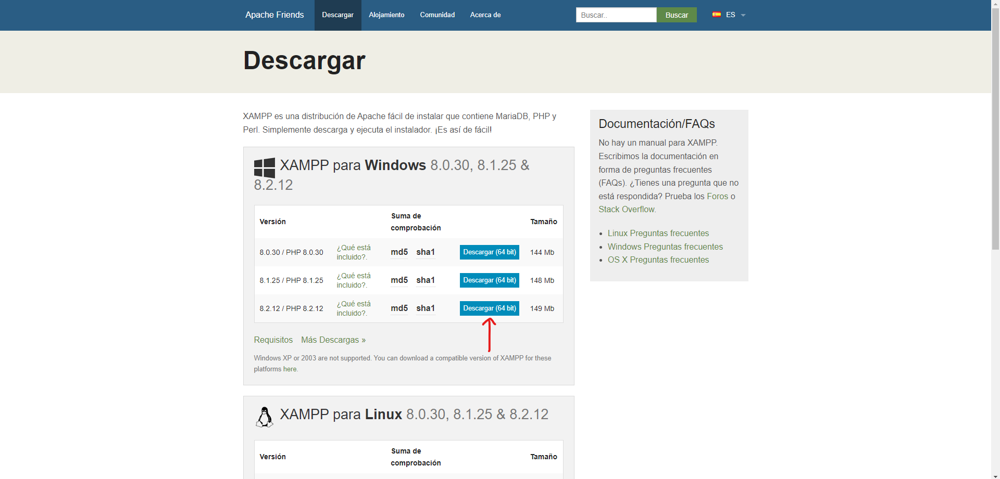 Apache Friends
Descargar
Alojamiento
Comunidad
Acerca de
Buscar..
Buscar
ES
Descargar
XAMPP es una distribución de Apache fácil de instalar que contiene MariaDB, PHP y
Perl. Simplemente descarga y ejecuta el instalador. ¡Es así de fácil!
XAMPP para Windows 8.0.30, 8.1.25 &
8.2.12
Versión
Suma de
comprobación
Tamaño
8.0.30 / PHP 8.0.30
¿Qué está
incluido?.
md5 sha1
Descargar (64 bit)
144 Mb
8.1.25 / PHP 8.1.25
¿Qué está
incluido?.
md5 sha1
Descargar (64 bit)
148 Mb
8.2.12 / PHP 8.2.12
¿Qué está
incluido?.
md5 sha1
Descargar (64 bit)
149 Mb
Requisitos Más Descargas »
Windows XP or 2003 are not supported. You can download a compatible version of XAMPP for these
platforms here.
XAMPP para Linux 8.0.30, 8.1.25 & 8.2.12
Versión
Suma de
comprobación
Tamaño
Documentación/FAQs
No hay un manual para XAMPP.
Escribimos la documentación en
forma de preguntas frecuentes
(FAQs). ¿Tienes una pregunta que no
está respondida? Prueba los Foros o
Stack Overflow.
• Linux Preguntas frecuentes
• Windows Preguntas frecuentes
• OS X Preguntas frecuentes